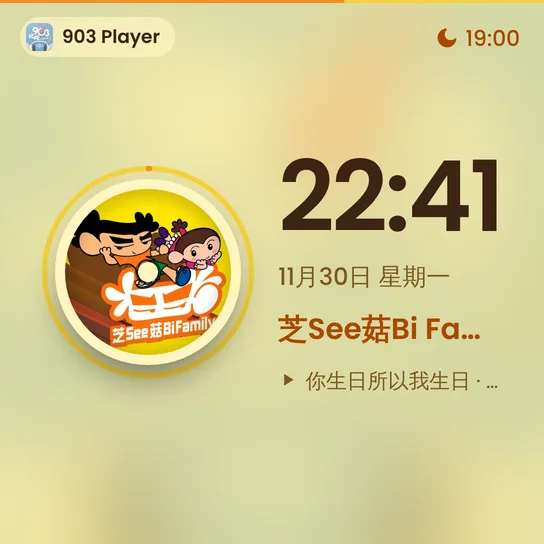 903 Player
19:00
22:41
11月30日 星期一
芝See菇Bi Fa...
你生日所以我生日 · ...
芝See菇BiFamily